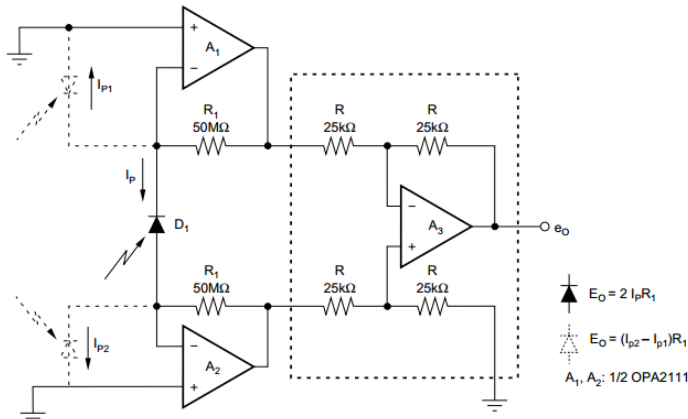 +
A1
−
IP1
R1
50MΩ
R
25kΩ
R
25kΩ
IP
−
A3
+
eO
D1
R1
50MΩ
R
25kΩ
R
25kΩ
EO = 2 IPR1
IP2
−
A2
+
EO = (Ip2 – Ip1)R1
A1, A2: 1/2 OPA2111